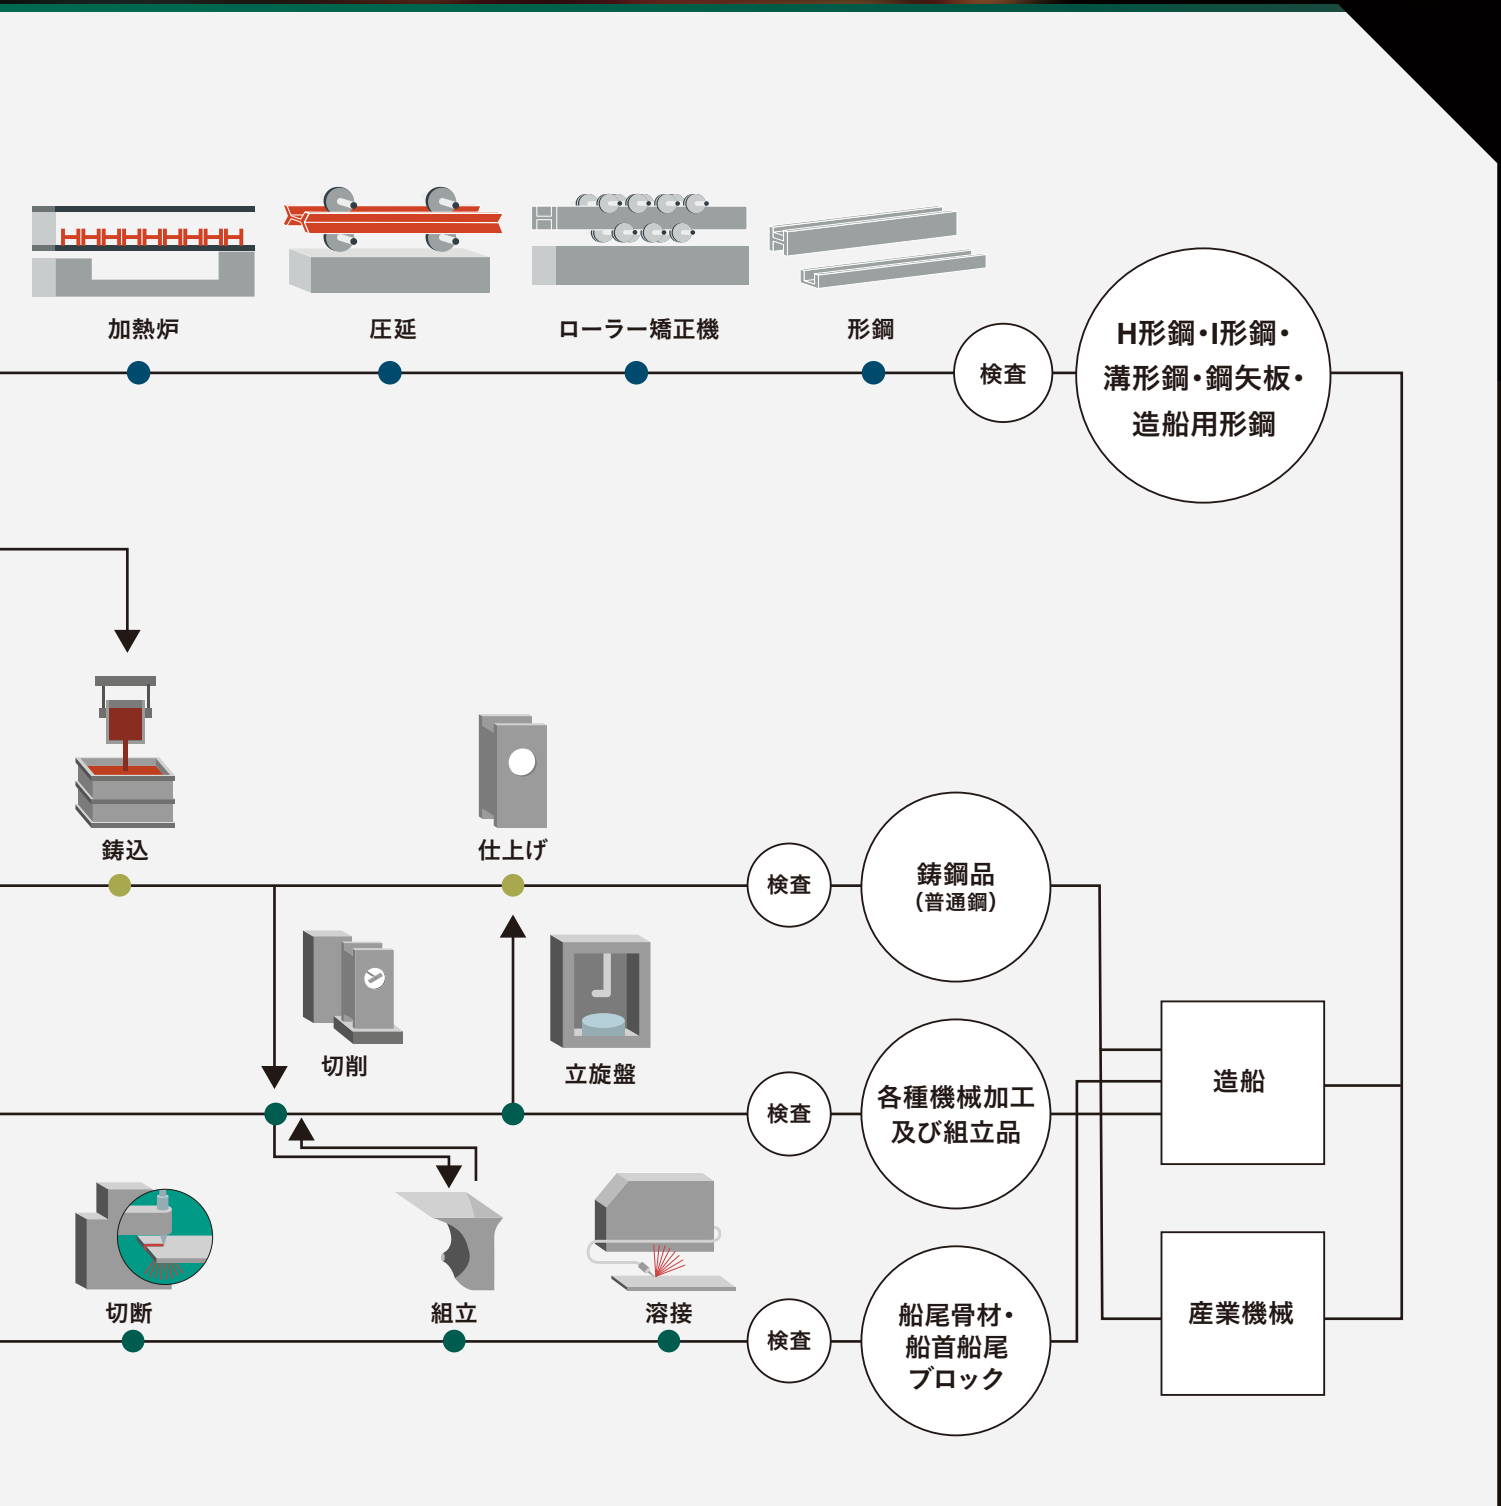 加熱炉
圧延
ローラー矯正機
形鋼
検査
H形鋼・I形鋼・
溝形鋼・鋼矢板・
造船用形鋼
鋳込
仕上げ
検査
鋳鋼品
（普通鋼）
切削
立旋盤
検査
各種機械加工
及び組立品
造船
切断
組立
溶接
検査
船尾骨材・
船首船尾
ブロック
産業機械